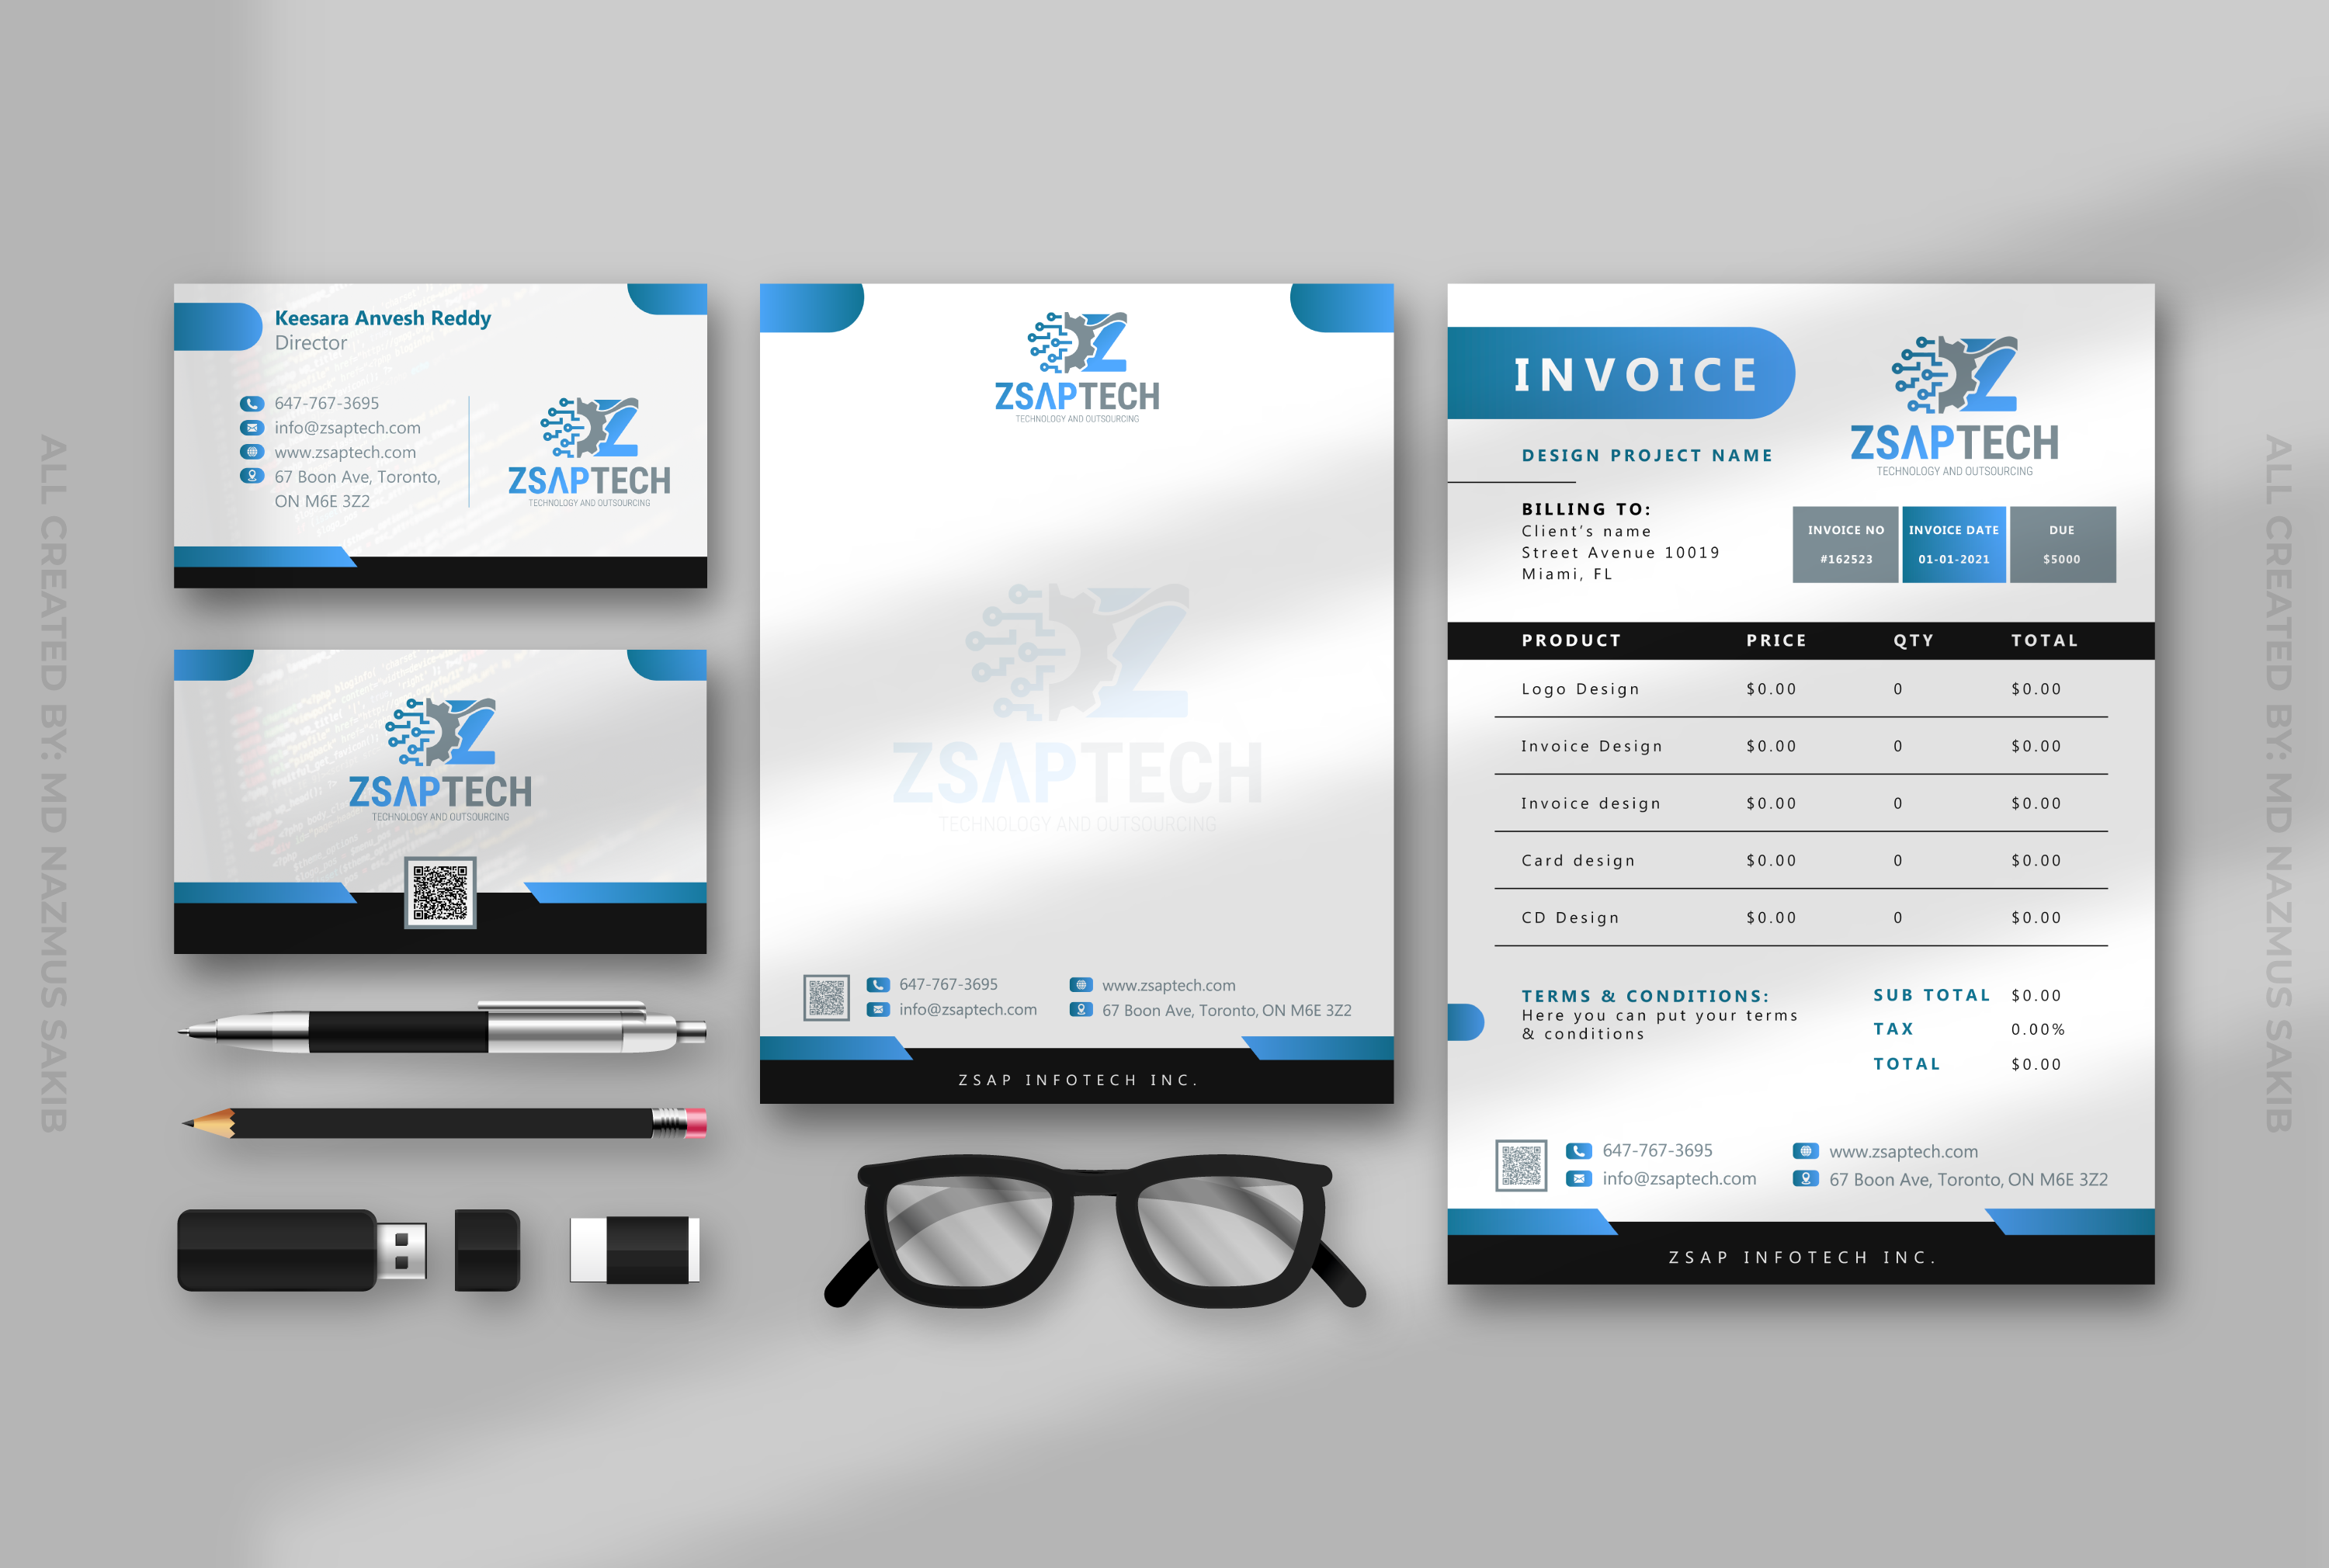 ALL CREATED BY: MD NAZMUS SAKIB
Keesara Anvesh Reddy
Director
647-767-3695
info@zsaptech.com
www.zsaptech.com
67 Boon Ave, Toronto,
ON M6E 3Z2
ZSAPTECH
TECHNOLOGY AND OUTSOURCING
ZSAPTECH
TECHNOLOGY AND OUTSOURCING
ZSAPTECH
TECHNOLOGY AND OUTSOURCING
ZSAPTECH
TECHNOLOGY AND OUTSOURCING
647-767-3695
www.zsaptech.com
info@zsaptech.com
67 Boon Ave, Toronto, ON M6E 3Z2
ZSAP INFOTECH INC.
INVOICE
ZSAPTECH
TECHNOLOGY AND OUTSOURCING
DESIGN PROJECT NAME
BILLING TO:
Client’s name
Street Avenue 10019
Miami, FL
INVOICE NO
#162523
INVOICE DATE
01-01-2021
DUE
$5000
PRODUCT PRICE QTY TOTAL
Logo Design $0.00 0 $0.00
Invoice Design $0.00 0 $0.00
Invoice design $0.00 0 $0.00
Card design $0.00 0 $0.00
CD Design $0.00 0 $0.00
TERMS & CONDITIONS:
Here you can put your terms
& conditions
SUB TOTAL $0.00
TAX 0.00%
TOTAL $0.00
647-767-3695
www.zsaptech.com
info@zsaptech.com
67 Boon Ave, Toronto, ON M6E 3Z2
ZSAP INFOTECH INC.
ALL CREATED BY: MD NAZMUS SAKIB